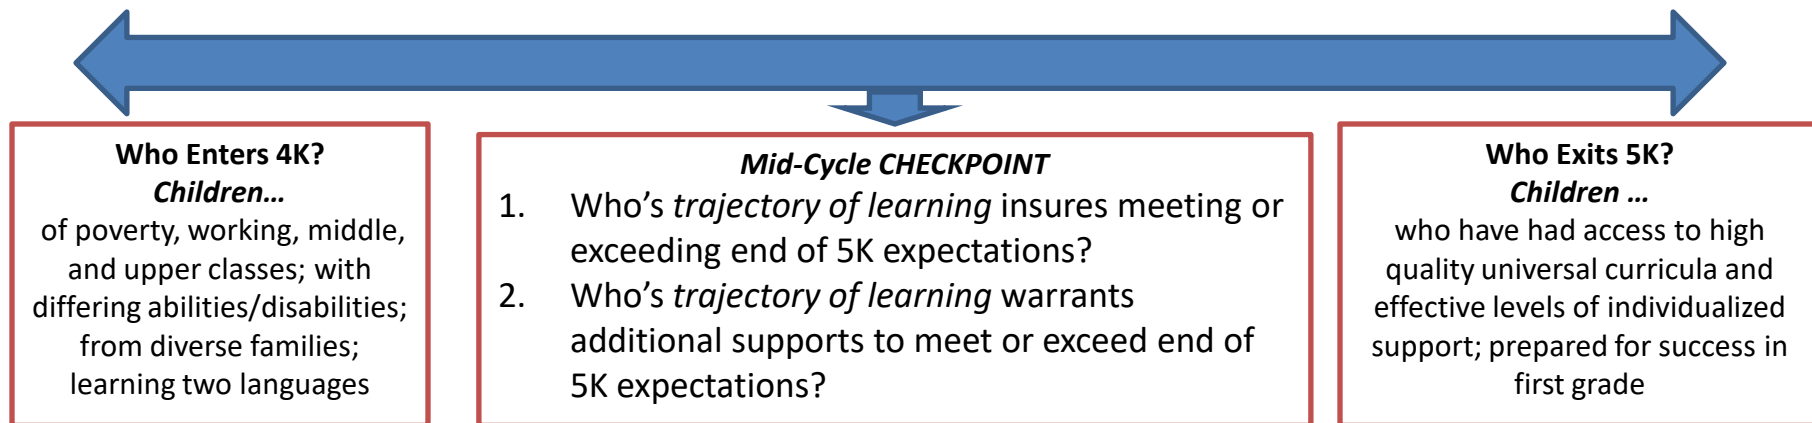 Who Enters 4K?
Children…
of poverty, working, middle,
and upper classes; with
differing abilities/disabilities;
from diverse families;
learning two languages
Mid-Cycle CHECKPOINT
1. Who’s trajectory of learning insures meeting or
exceeding end of 5K expectations?
2. Who’s trajectory of learning warrants
additional supports to meet or exceed end of
5K expectations?
Who Exits 5K?
Children …
who have had access to high
quality universal curricula and
effective levels of individualized
support; prepared for success in
first grade